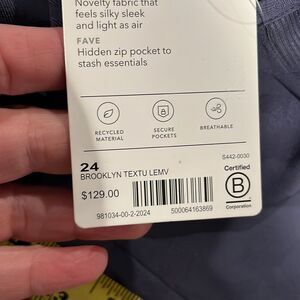 Novelty fabric that
feels silky sleek
and light as air
FAVE
Hidden zip pocket to
stash essentials
RECYCLED
MATERIAL
SECURE
POCKETS
BREATHABLE
24
S442-0030
BROOKLYN TEXTU LEMV
Certified
$129.00
B
Corporation
981034-00-2-2024
500064163869